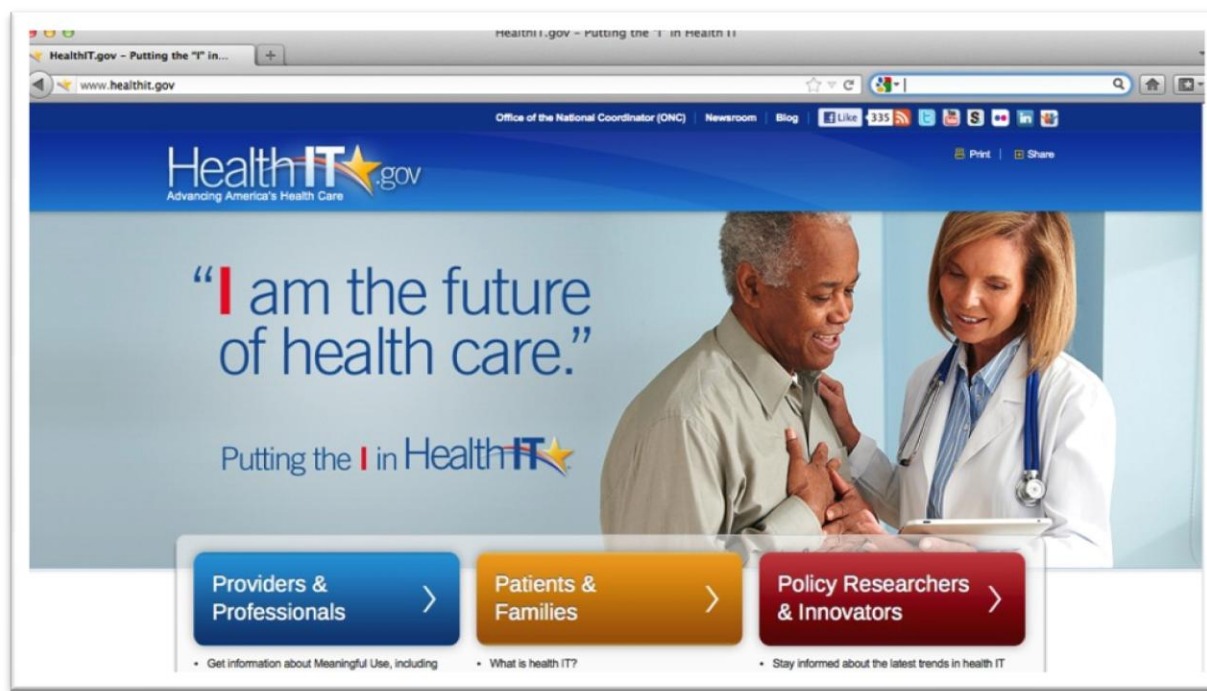 HealthIT.gov – Putting the "I" in Health IT
HealthIT.gov – Putting the "I" in...
www.healthit.gov
Office of the National Coordinator (ONC) Newsroom Blog Like 335
HealthIT.gov
Advancing America's Health Care
Print Share
“I am the future
of health care.”
Putting the I in HealthIT
Providers &
Professionals
Patients &
Families
Policy Researchers
& Innovators
• Get information about Meaningful Use, including
• What is health IT?
• Stay informed about the latest trends in health IT